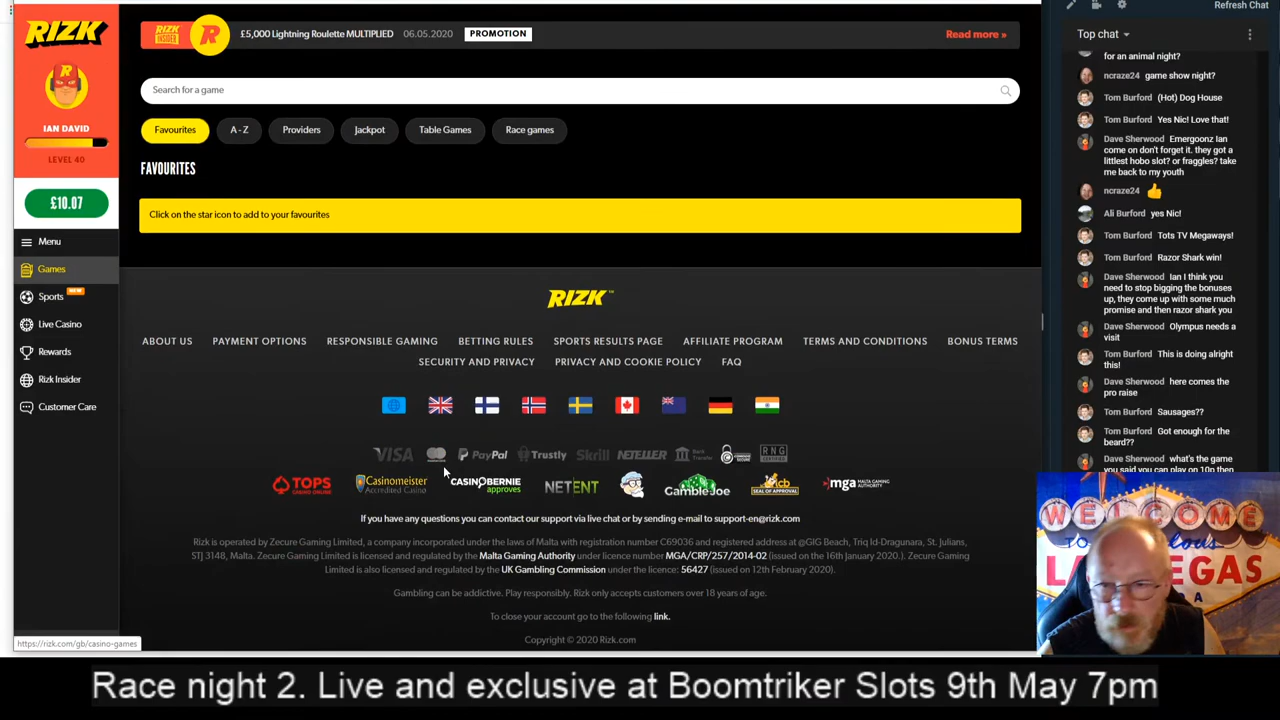 RIZK
RIZK INSIDER
R
£5,000 Lightning Roulette MULTIPLIED
06.05.2020
PROMOTION
Read more »
Search for a game
Favourites
A - Z
Providers
Jackpot
Table Games
Race games
FAVOURITES
Click on the star icon to add to your favourites
IAN DAVID
LEVEL 40
£10.07
Menu
Games
Sports NEW
Live Casino
Rewards
Rizk Insider
Customer Care
RIZK™
ABOUT US PAYMENT OPTIONS RESPONSIBLE GAMING BETTING RULES SPORTS RESULTS PAGE AFFILIATE PROGRAM TERMS AND CONDITIONS BONUS TERMS
SECURITY AND PRIVACY PRIVACY AND COOKIE POLICY FAQ
VISA PayPal Trustly Skrill NETELLER RNG
TOPS Casinomeister Accredited Casino CASINOBERNIE approves NETENT GambleJoe lcb SEAL OF APPROVAL mga MALTA GAMING AUTHORITY
If you have any questions you can contact our support via live chat or by sending e-mail to support-en@rizk.com
Rizk is operated by Zecure Gaming Limited, a company incorporated under the laws of Malta with registration number C69036 and registered address at @GIG Beach, Triq Id-Dragunara, St. Julians,
STJ 3148, Malta. Zecure Gaming Limited is licensed and regulated by the Malta Gaming Authority under licence number MGA/CRP/257/2014-02 (issued on the 16th January 2020.). Zecure Gaming
Limited is also licensed and regulated by the UK Gambling Commission under the licence: 56427 (issued on 12th February 2020).
Gambling can be addictive. Play responsibly. Rizk only accepts customers over 18 years of age.
To close your account go to the following link.
Copyright © 2020 Rizk.com
https://rizk.com/gb/casino-games
Refresh Chat
Top chat
for an animal night?
ncraze24 game show night?
Tom Burford (Hot) Dog House
Tom Burford Yes Nic! Love that!
Dave Sherwood Emergoonz Ian
come on don't forget it. they got a
littlest hobo slot? or fraggles? take
me back to my youth
ncraze24 👍
Ali Burford yes Nic!
Tom Burford Tots TV Megaways!
Tom Burford Razor Shark win!
Dave Sherwood Ian I think you
need to stop bigging the bonuses
up, they come up with some much
promise and then razor shark you
Dave Sherwood Olympus needs a
visit
Tom Burford This is doing alright
this!
Dave Sherwood here comes the
pro raise
Tom Burford Sausages??
Tom Burford Got enough for the
beard??
Dave Sherwood what's the game
you said you can play on 10p then
WELCOME
LAS VEGAS
Race night 2. Live and exclusive at Boomtriker Slots 9th May 7pm